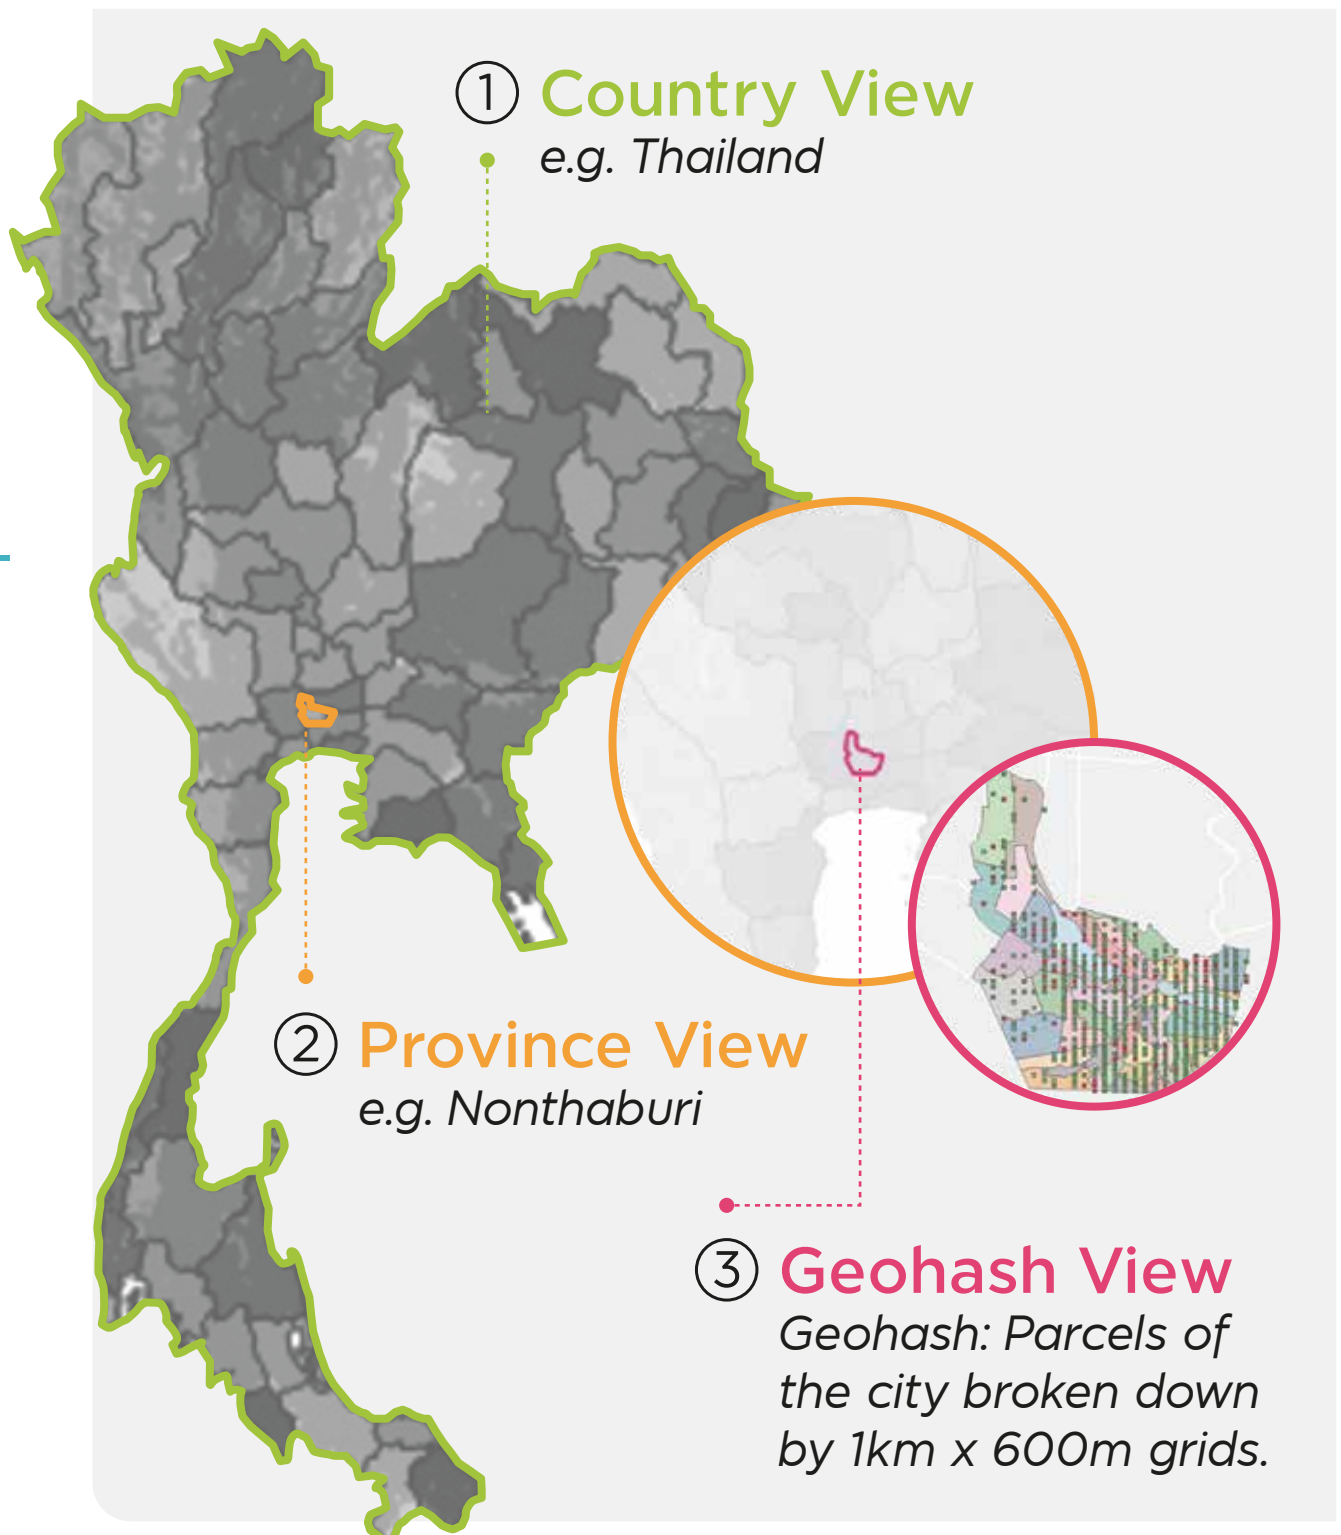 ① Country View
e.g. Thailand
② Province View
e.g. Nonthaburi
③ Geohash View
Geohash: Parcels of
the city broken down
by 1km x 600m grids.